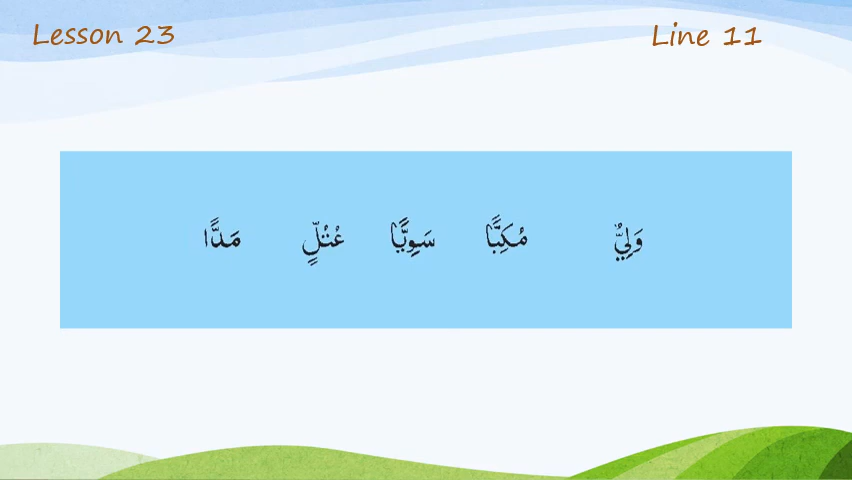 Lesson 23
Line 11
وَلِيٌّ مُكِبًّا سَوِيًّا عُتُلٍّ مَدًّا